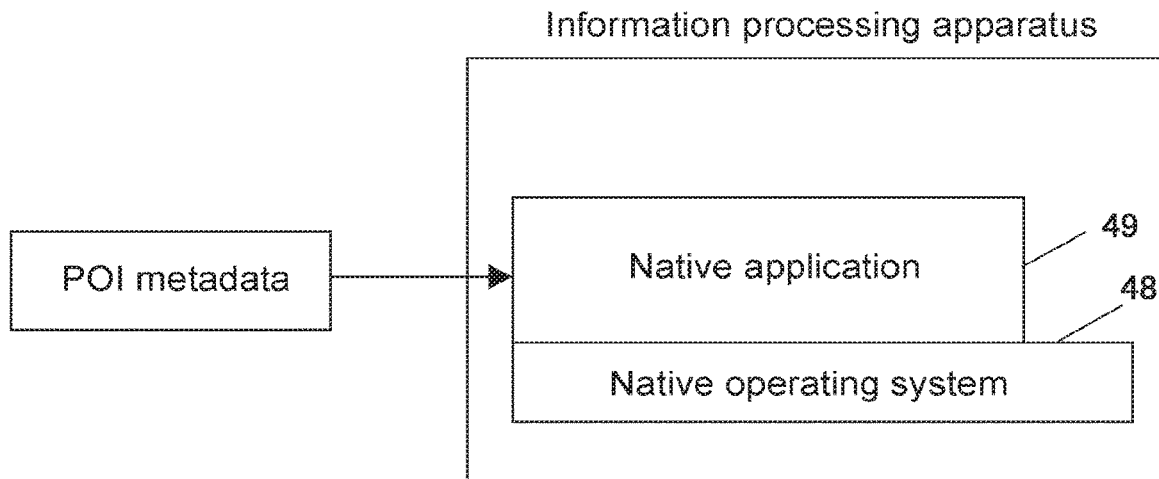 Information processing apparatus
49
Native application
POI metadata
48
Native operating system